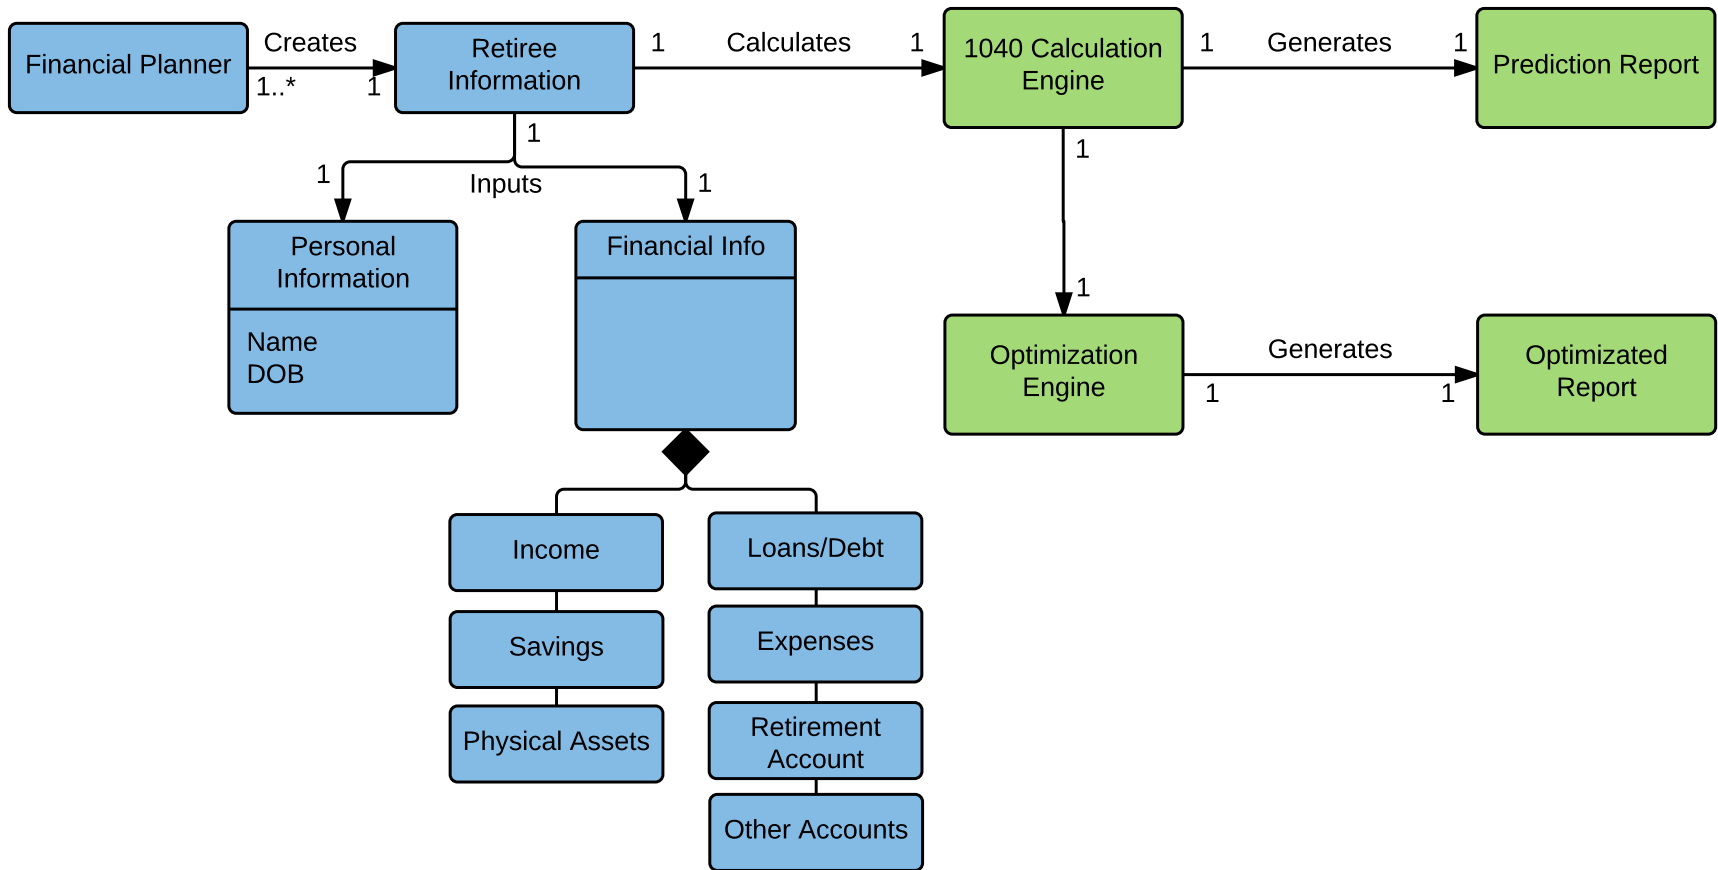 Financial Planner
Creates
1..*
1
Retiree
Information
1
Calculates
1
1040 Calculation
Engine
1
Generates
1
Prediction Report
1
1
Inputs
1
Personal
Information
Name
DOB
Financial Info
1
1
Optimization
Engine
Generates
1
1
Optimizated
Report
Income
Savings
Physical Assets
Loans/Debt
Expenses
Retirement
Account
Other Accounts